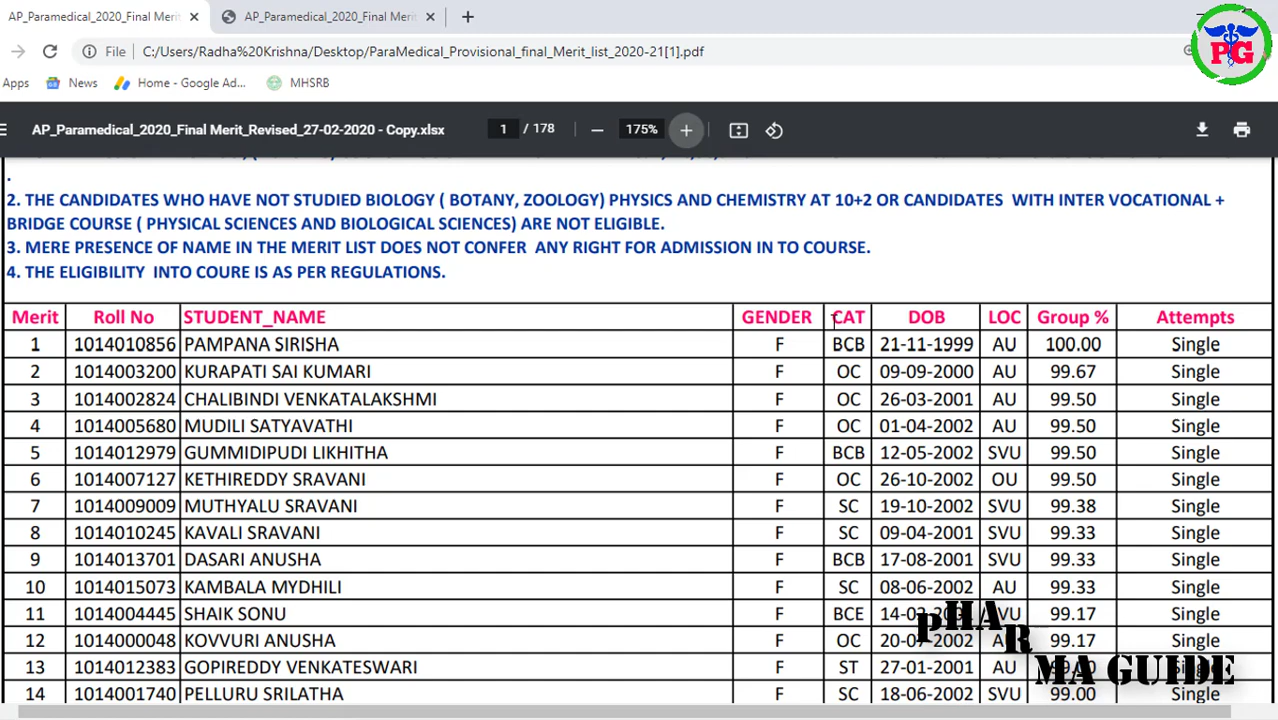 AP_Paramedical_2020_Final Merit
AP_Paramedical_2020_Final Merit
File C:/Users/Radha%20Krishna/Desktop/ParaMedical_Provisional_final_Merit_list_2020-21[1].pdf
PG
Apps News Home - Google Ad... MHSRB
AP_Paramedical_2020_Final Merit_Revised_27-02-2020 - Copy.xlsx 1 / 178 175%
.
2. THE CANDIDATES WHO HAVE NOT STUDIED BIOLOGY ( BOTANY, ZOOLOGY) PHYSICS AND CHEMISTRY AT 10+2 OR CANDIDATES WITH INTER VOCATIONAL +
BRIDGE COURSE ( PHYSICAL SCIENCES AND BIOLOGICAL SCIENCES) ARE NOT ELIGIBLE.
3. MERE PRESENCE OF NAME IN THE MERIT LIST DOES NOT CONFER ANY RIGHT FOR ADMISSION IN TO COURSE.
4. THE ELIGIBILITY INTO COURE IS AS PER REGULATIONS.
Merit Roll No STUDENT_NAME GENDER CAT DOB LOC Group % Attempts
1 1014010856 PAMPANA SIRISHA F BCB 21-11-1999 AU 100.00 Single
2 1014003200 KURAPATI SAI KUMARI F OC 09-09-2000 AU 99.67 Single
3 1014002824 CHALIBINDI VENKATALAKSHMI F OC 26-03-2001 AU 99.50 Single
4 1014005680 MUDILI SATYAVATHI F OC 01-04-2002 AU 99.50 Single
5 1014012979 GUMMIDIPUDI LIKHITHA F BCB 12-05-2002 SVU 99.50 Single
6 1014007127 KETHIREDDY SRAVANI F OC 26-10-2002 OU 99.50 Single
7 1014009009 MUTHYALU SRAVANI F SC 19-10-2002 SVU 99.38 Single
8 1014010245 KAVALI SRAVANI F SC 09-04-2001 SVU 99.33 Single
9 1014013701 DASARI ANUSHA F BCB 17-08-2001 SVU 99.33 Single
10 1014015073 KAMBALA MYDHILI F SC 08-06-2002 AU 99.33 Single
11 1014004445 SHAIK SONU F BCE 99.17 Single
12 1014000048 KOVVURI ANUSHA F OC 99.17 Single
13 1014012383 GOPIREDDY VENKATESWARI F ST 27-01-2001 AU
14 1014001740 PELLURU SRILATHA F SC 18-06-2002 SVU 99.00 Single
pHARMA GUIDE